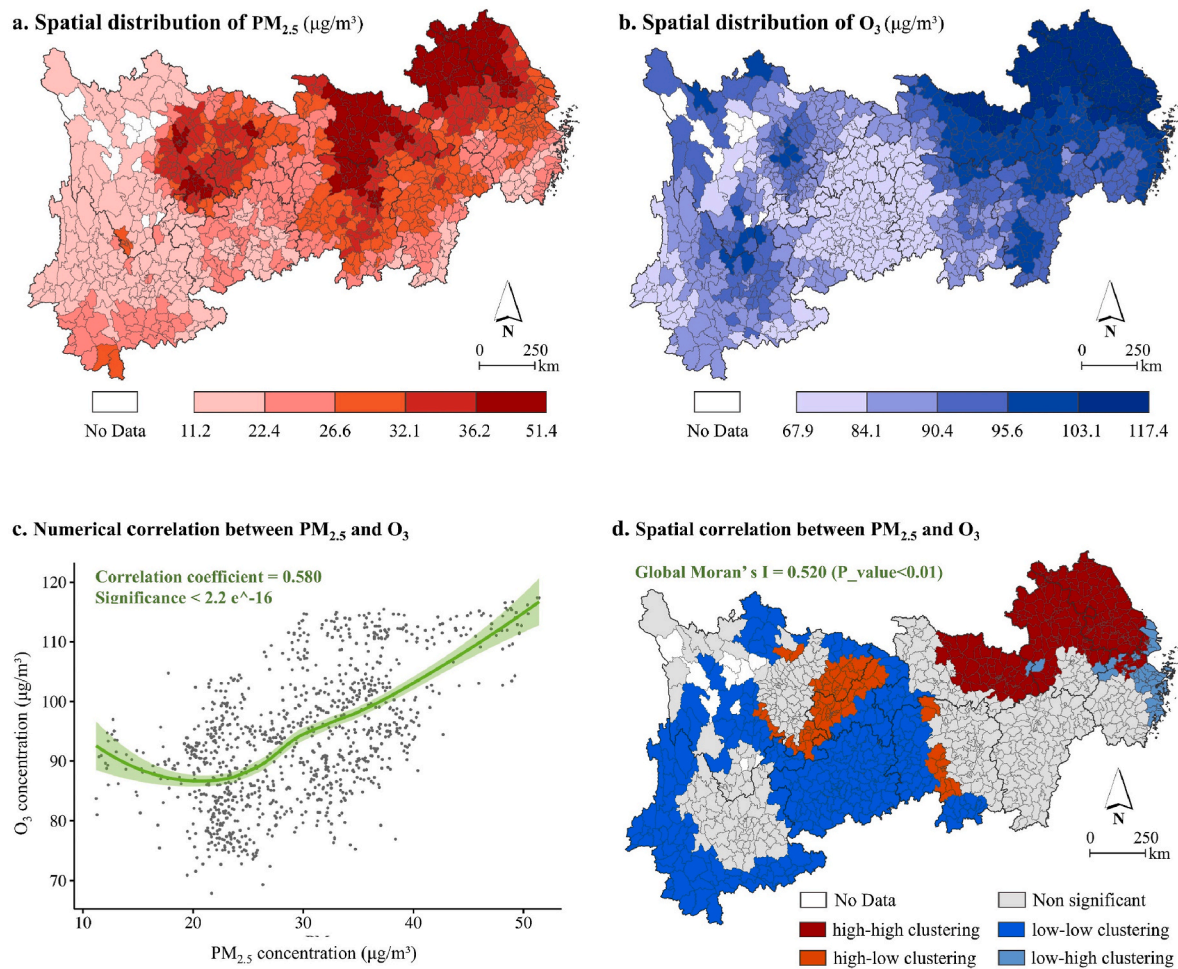 a. Spatial distribution of PM2.5 (μg/m³)
b. Spatial distribution of O3 (μg/m³)
N
0 250
km
N
0 250
km
No Data
11.2 22.4 26.6 32.1 36.2 51.4
No Data
67.9 84.1 90.4 95.6 103.1 117.4
c. Numerical correlation between PM2.5 and O3
d. Spatial correlation between PM2.5 and O3
Correlation coefficient = 0.580
Significance < 2.2 e^-16
120
110
100
90
80
70
O3 concentration (μg/m³)
10 20 30 40 50
PM2.5 concentration (μg/m³)
Global Moran’ s I = 0.520 (P_value<0.01)
N
0 250
km
No Data
Non significant
high-high clustering
low-low clustering
high-low clustering
low-high clustering